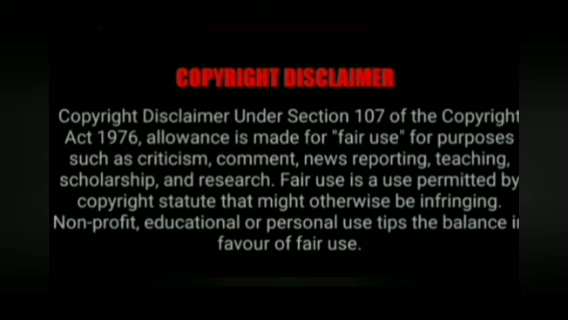 COPYRIGHT DISCLAIMER
Copyright Disclaimer Under Section 107 of the Copyright
Act 1976, allowance is made for "fair use" for purposes
such as criticism, comment, news reporting, teaching,
scholarship, and research. Fair use is a use permitted by
copyright statute that might otherwise be infringing.
Non-profit, educational or personal use tips the balance in
favour of fair use.